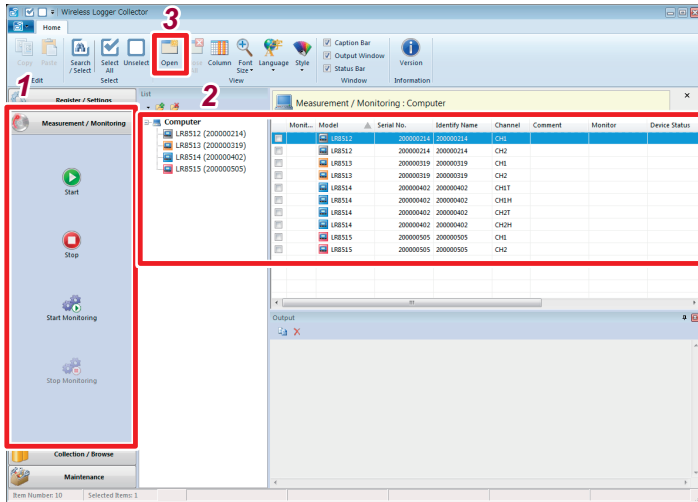 Wireless Logger Collector
Home
3
Copy
Paste
Search / Select
Select All
Unselect
Open
All
Column
Font Size
Language
Style
Caption Bar
Output Window
Status Bar
Version
Edit
Select
View
Window
Information
1
Register / Settings
Measurement / Monitoring
Start
Stop
Start Monitoring
Stop Monitoring
Collection / Browse
Maintenance
List
2
Computer
LR8512 (200000214)
LR8513 (200000319)
LR8514 (200000402)
LR8515 (200000505)
Measurement / Monitoring : Computer
Monit... Model Serial No. Identify Name Channel Comment Monitor Device Status
LR8512 200000214 200000214 CH1
LR8512 200000214 200000214 CH2
LR8513 200000319 200000319 CH1
LR8513 200000319 200000319 CH2
LR8514 200000402 200000402 CH1T
LR8514 200000402 200000402 CH1H
LR8514 200000402 200000402 CH2T
LR8514 200000402 200000402 CH2H
LR8515 200000505 200000505 CH1
LR8515 200000505 200000505 CH2
Output
Item Number: 10 Selected Items: 1